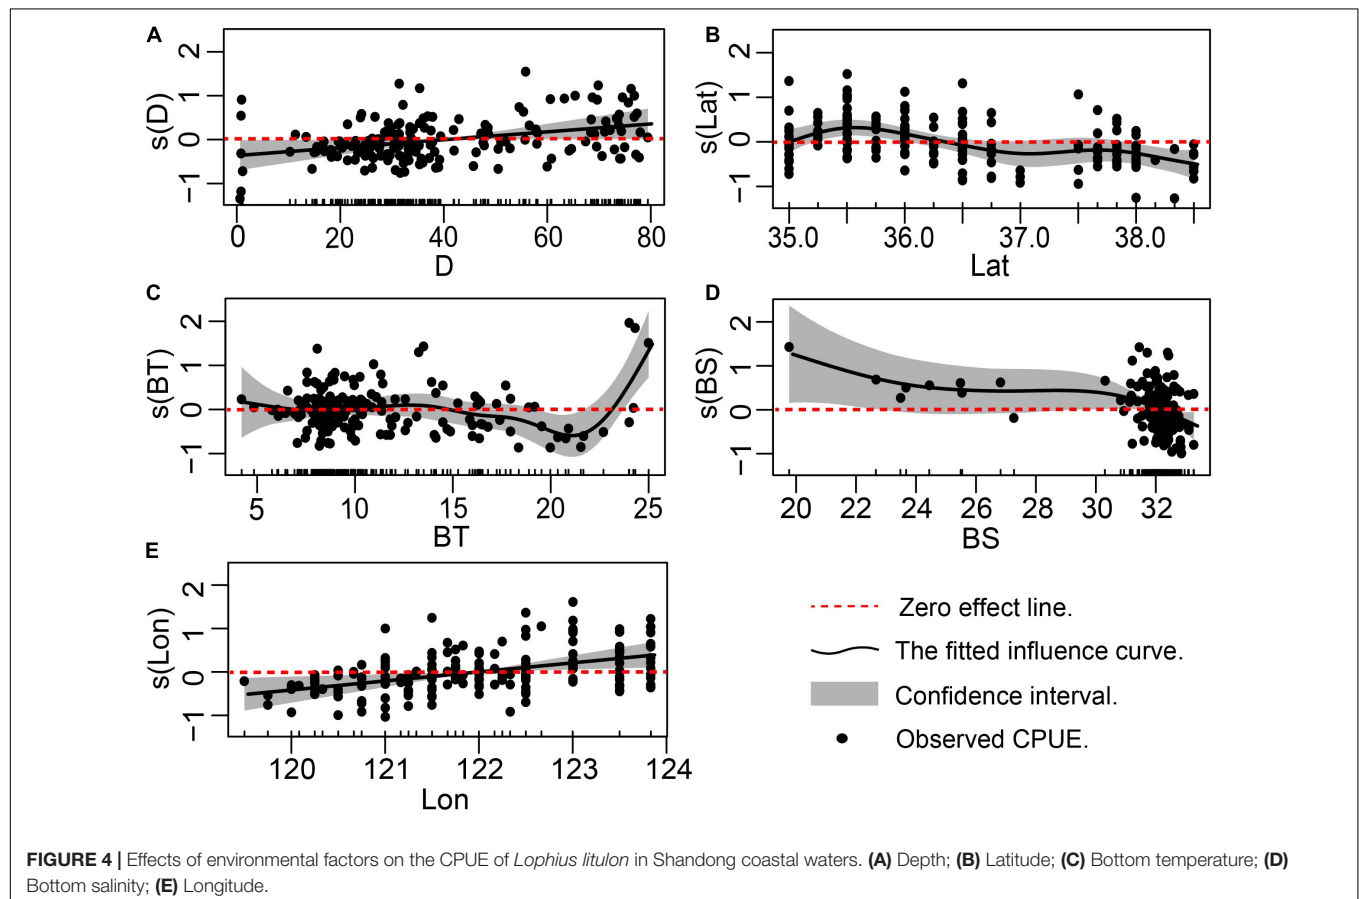 A
2
1
0
−1
s(D)
0 20 40 60 80
D
B
2
1
0
−1
s(Lat)
35.0 36.0 37.0 38.0
Lat
C
2
1
0
−1
s(BT)
5 10 15 20 25
BT
D
2
1
0
−1
s(BS)
20 22 24 26 28 30 32
BS
E
2
1
0
−1
s(Lon)
120 121 122 123 124
Lon
Zero effect line.
The fitted influence curve.
Confidence interval.
Observed CPUE.
FIGURE 4 | Effects of environmental factors on the CPUE of Lophius litulon in Shandong coastal waters. (A) Depth; (B) Latitude; (C) Bottom temperature; (D)
Bottom salinity; (E) Longitude.